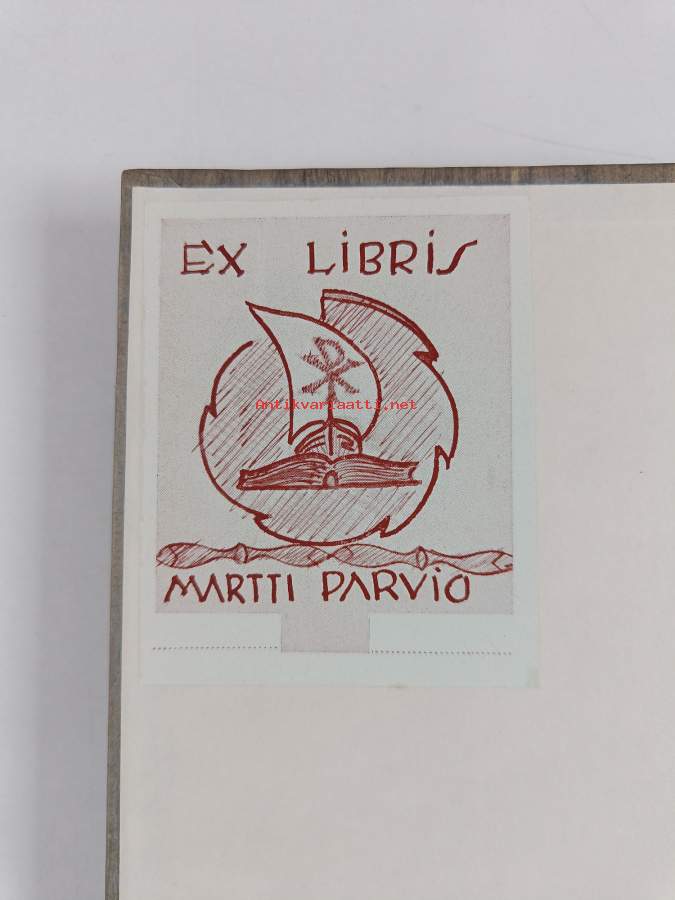 EX LIBRIS
Antikvariaatti.net
MARTTI PARVIO